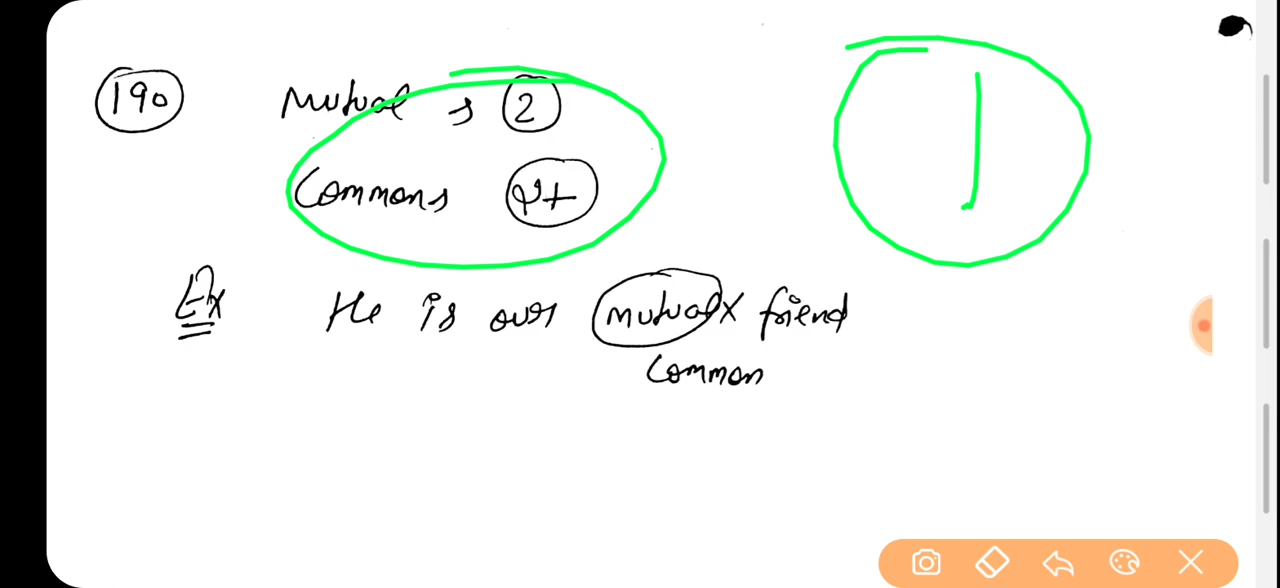 190 Mutual s 2
Commons 2+
Ex He is our mutual X friend
Common